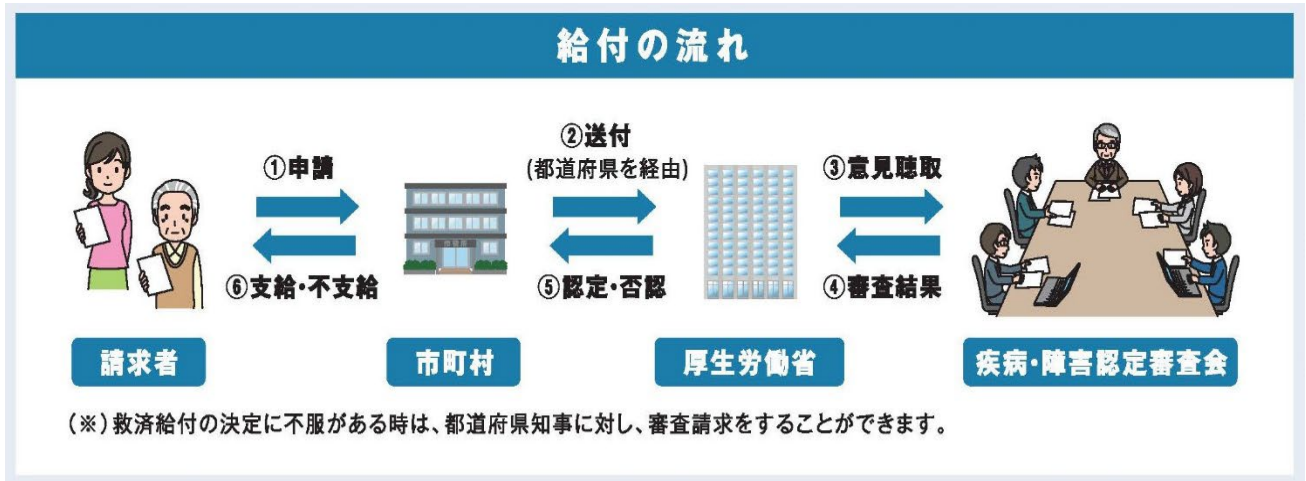 給付の流れ
①申請
②送付
(都道府県を経由)
③意見聴取
⑥支給・不支給
⑤認定・否認
④審査結果
請求者
市町村
厚生労働省
疾病・障害認定審査会
(※)救済給付の決定に不服がある時は、都道府県知事に対し、審査請求をすることができます。